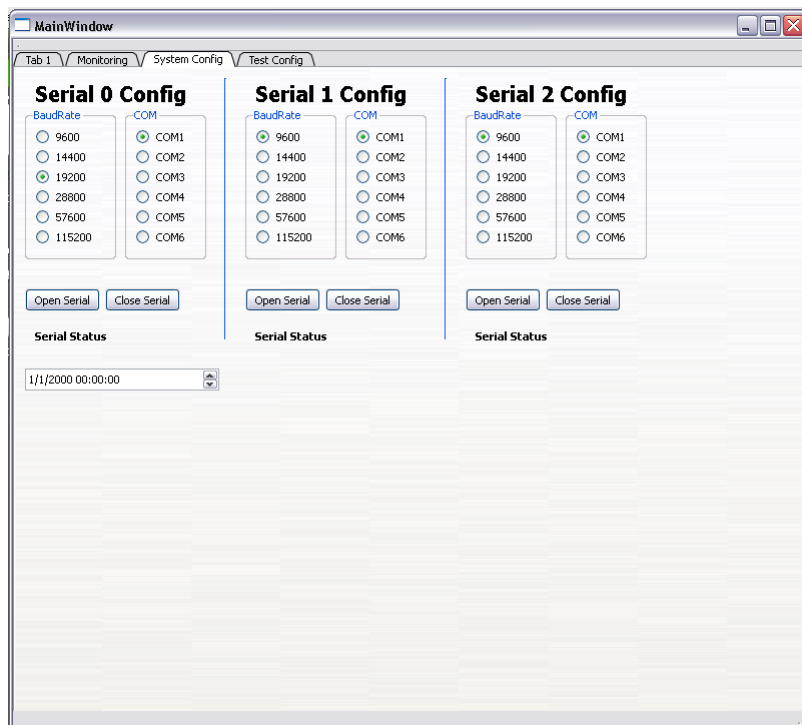 MainWindow
Tab 1 Monitoring System Config Test Config
Serial 0 Config Serial 1 Config Serial 2 Config
BaudRate COM BaudRate COM BaudRate COM
9600 COM1 9600 COM1 9600 COM1
14400 COM2 14400 COM2 14400 COM2
19200 COM3 19200 COM3 19200 COM3
28800 COM4 28800 COM4 28800 COM4
57600 COM5 57600 COM5 57600 COM5
115200 COM6 115200 COM6 115200 COM6
Open Serial Close Serial Open Serial Close Serial Open Serial Close Serial
Serial Status Serial Status Serial Status
1/1/2000 00:00:00